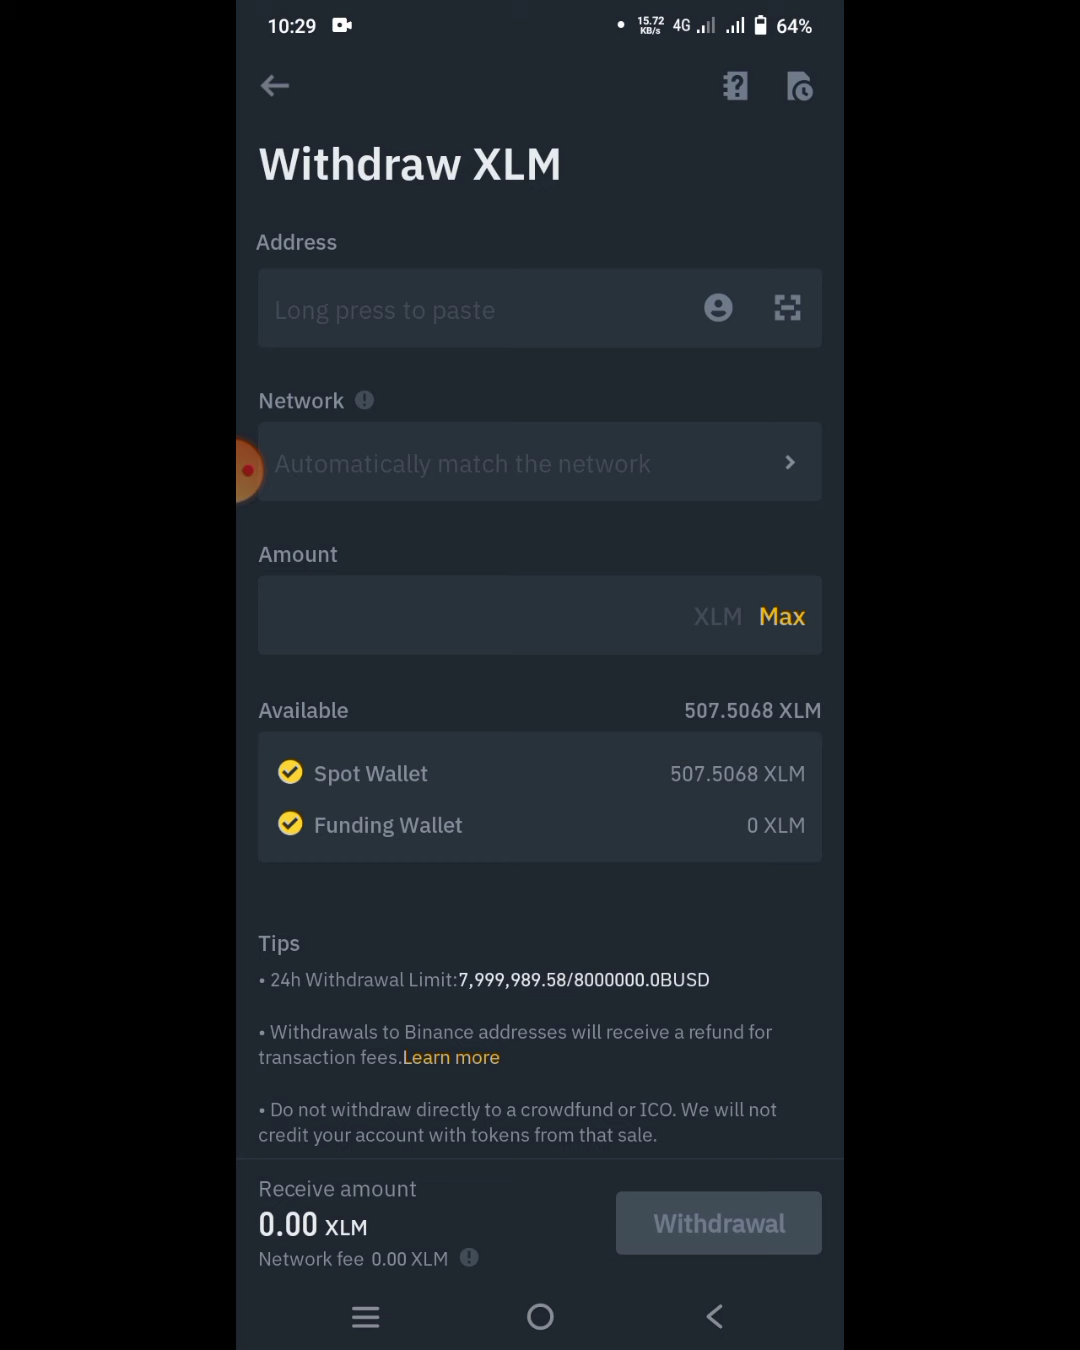 10:29 15.72 KB/s 4G 64%
Withdraw XLM
Address
Long press to paste
Network
Automatically match the network
Amount
XLM Max
Available 507.5068 XLM
Spot Wallet 507.5068 XLM
Funding Wallet 0 XLM
Tips
• 24h Withdrawal Limit:7,999,989.58/8000000.0BUSD
• Withdrawals to Binance addresses will receive a refund for
transaction fees.Learn more
• Do not withdraw directly to a crowdfund or ICO. We will not
credit your account with tokens from that sale.
Receive amount
0.00 XLM
Withdrawal
Network fee 0.00 XLM